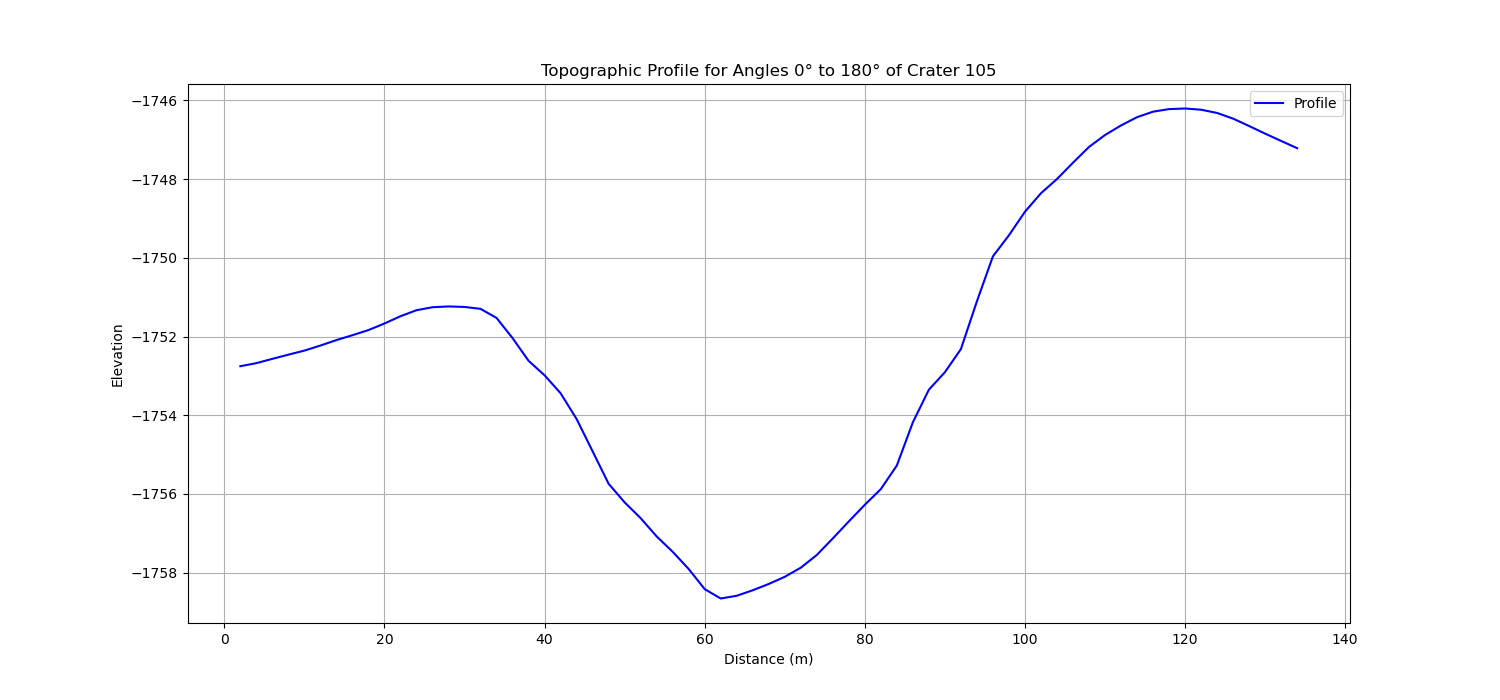 Topographic Profile for Angles 0° to 180° of Crater 105
Profile
Elevation
−1746
−1748
−1750
−1752
−1754
−1756
−1758
0 20 40 60 80 100 120 140
Distance (m)